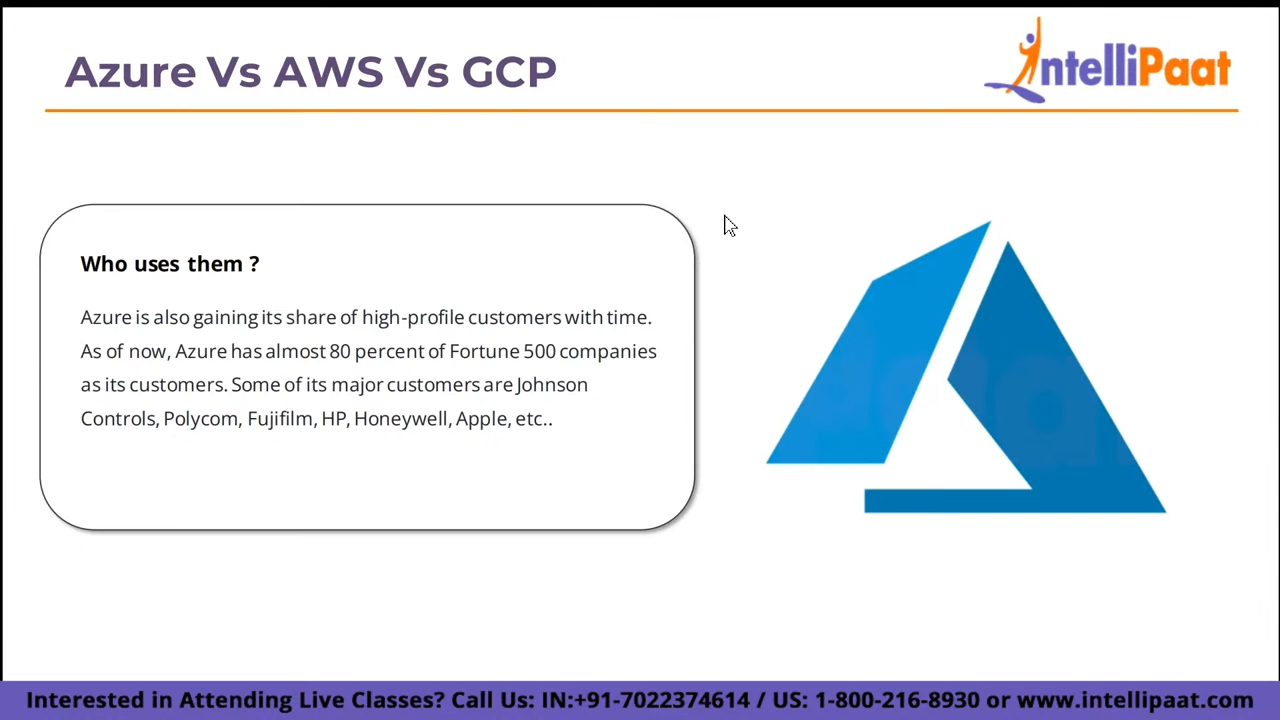 Azure Vs AWS Vs GCP
IntelliPaat
Who uses them ?
Azure is also gaining its share of high-profile customers with time.
As of now, Azure has almost 80 percent of Fortune 500 companies
as its customers. Some of its major customers are Johnson
Controls, Polycom, Fujifilm, HP, Honeywell, Apple, etc..
Interested in Attending Live Classes? Call Us: IN:+91-7022374614 / US: 1-800-216-8930 or www.intellipaat.com